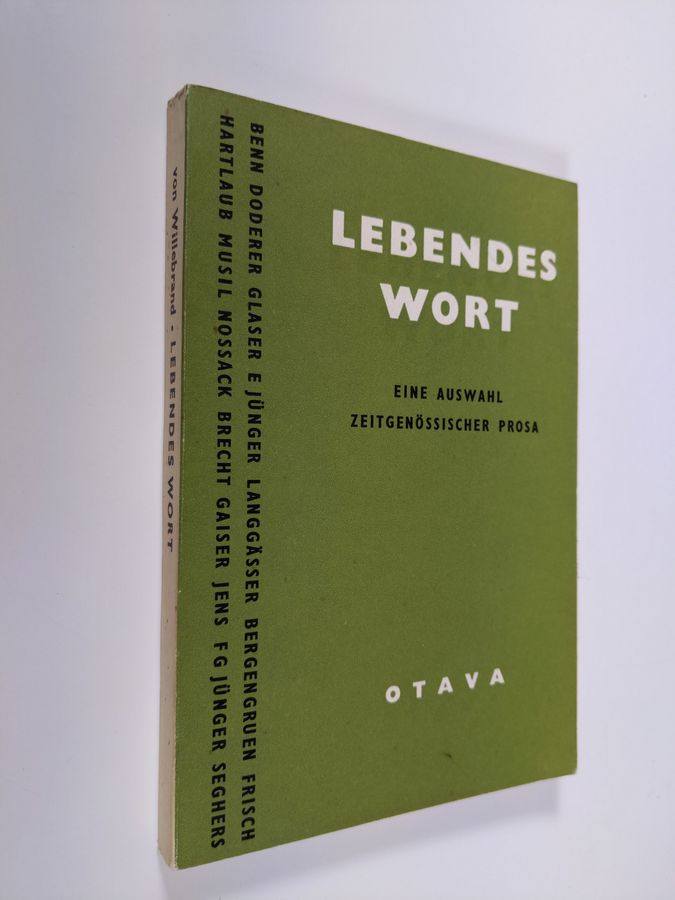 von Willebrand - LEBENDES WORT
BENN DODERER GLASER E JÜNGER LANGGÄSSER BERGENGRUEN FRISCH
HARTLAUB MUSIL NOSSACK BRECHT GAISER JENS F G JÜNGER SEGHERS
LEBENDES
WORT
EINE AUSWAHL
ZEITGENÖSSISCHER PROSA
OTAVA